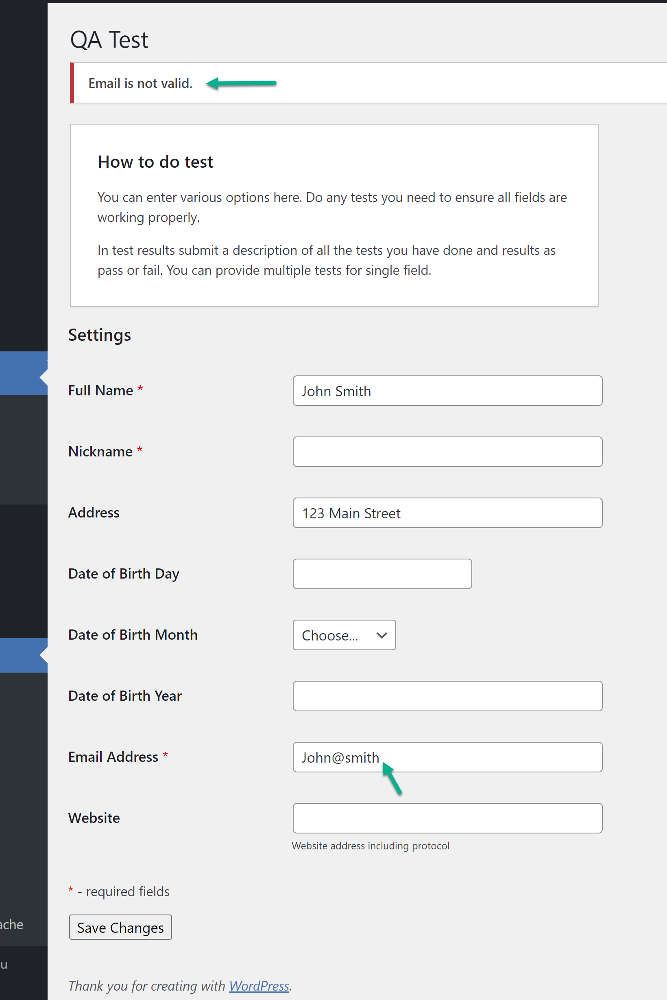 QA Test
Email is not valid.
How to do test
You can enter various options here. Do any tests you need to ensure all fields are
working properly.
In test results submit a description of all the tests you have done and results as
pass or fail. You can provide multiple tests for single field.
Settings
Full Name *
John Smith
Nickname *
Address
123 Main Street
Date of Birth Day
Date of Birth Month
Choose...
Date of Birth Year
Email Address *
John@smith
Website
Website address including protocol
* - required fields
ache
Save Changes
u
Thank you for creating with WordPress.